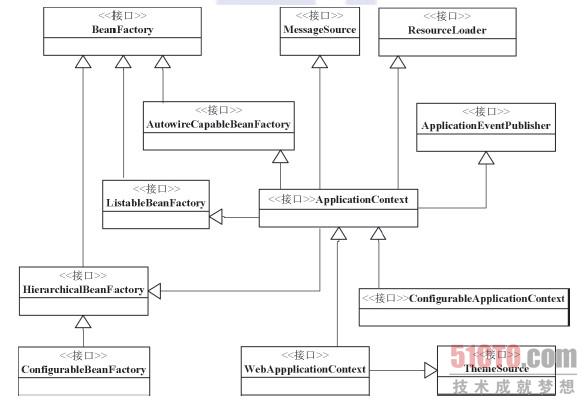 <<接口>>
BeanFactory
<<接口>>
MessageSource
<<接口>>
ResourceLoader
<<接口>>
AutowireCapableBeanFactory
<<接口>>
ApplicationEventPublisher
<<接口>>
ListableBeanFactory
<<接口>>ApplicationContext
<<接口>>
HierarchicalBeanFactory
<<接口>>ConfigurableApplicationContext
<<接口>>
ConfigurableBeanFactory
<<接口>>
WebAppplicationContext
<<接口>>
ThemeSource
51CTO.com
技术成就梦想